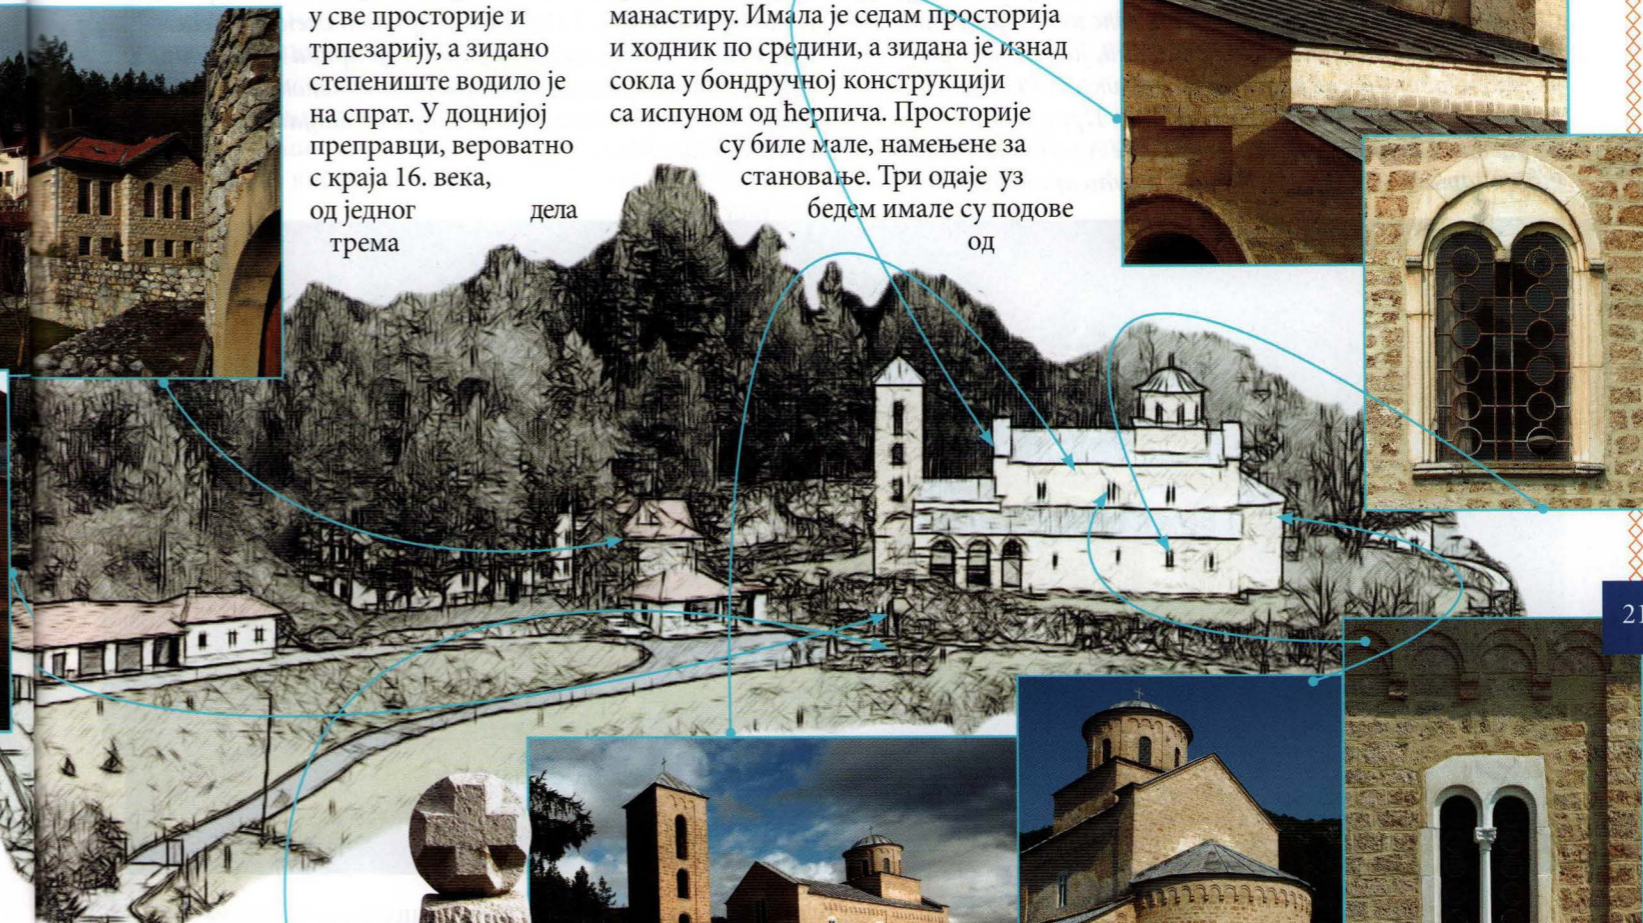 у све просторије и
трпезарију, а зидано
степениште водило је
на спрат. У доцнијој
преправци, вероватно
с краја 16. века,
од једног дела
трема
манастиру. Имала је седам просторија
и ходник по средини, а зидана је изнад
сокла у бондручној конструкцији
са испуном од ћерпича. Просторије
су биле мале, намењене за
становање. Три одаје уз
бедем имале су подове
од